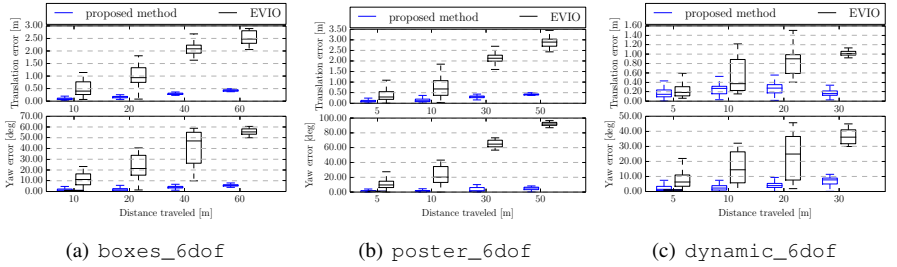 proposed method EVIO
Translation error [m]
3.00
2.50
2.00
1.50
1.00
0.50
0.00
10 20 40 60
Yaw error [deg]
70.00
60.00
50.00
40.00
30.00
20.00
10.00
0.00
10 20 40 60
Distance traveled [m]
(a) boxes_6dof
proposed method EVIO
Translation error [m]
3.50
3.00
2.50
2.00
1.50
1.00
0.50
0.00
5 10 30 50
Yaw error [deg]
100.00
80.00
60.00
40.00
20.00
0.00
5 10 30 50
Distance traveled [m]
(b) poster_6dof
proposed method EVIO
Translation error [m]
1.60
1.40
1.20
1.00
0.80
0.60
0.40
0.20
0.00
5 10 20 30
Yaw error [deg]
50.00
40.00
30.00
20.00
10.00
0.00
5 10 20 30
Distance traveled [m]
(c) dynamic_6dof